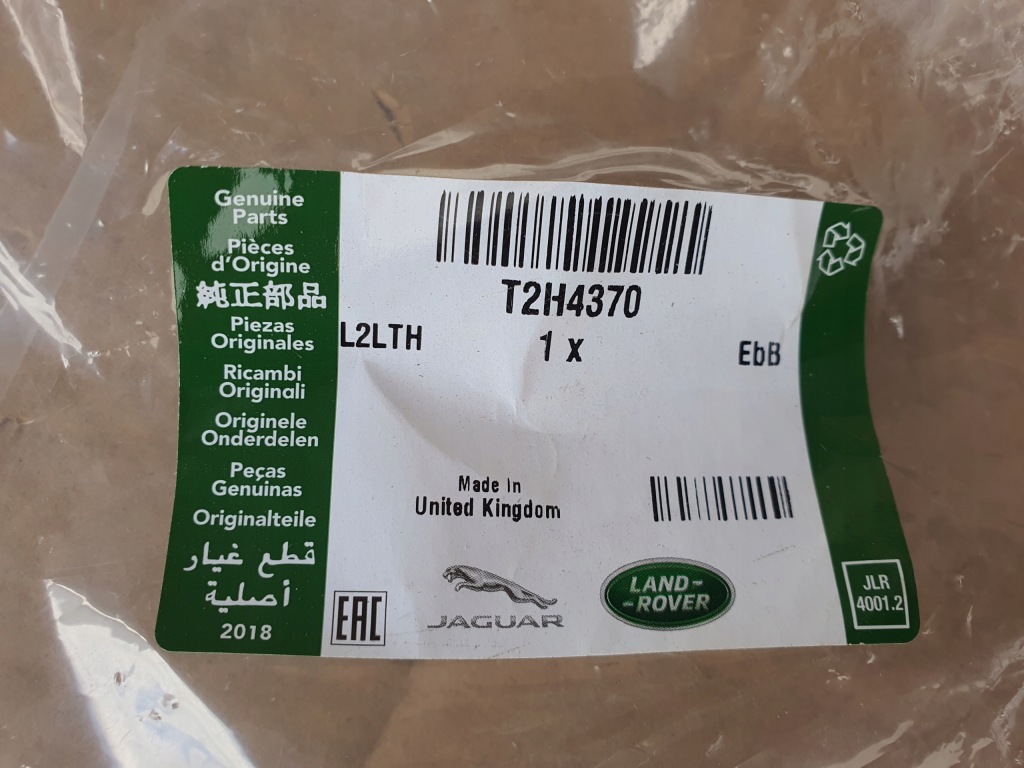 Genuine
Parts
Pièces
d'Origine
純正部品
Piezas
Originales
Ricambi
Originali
Originele
Onderdelen
Peças
Genuínas
Originalteile
قطع غيار
أصلية
2018
T2H4370
L2LTH
1 x
EbB
Made In
United Kingdom
EAC
JAGUAR
LAND-
-ROVER
JLR
4001.2